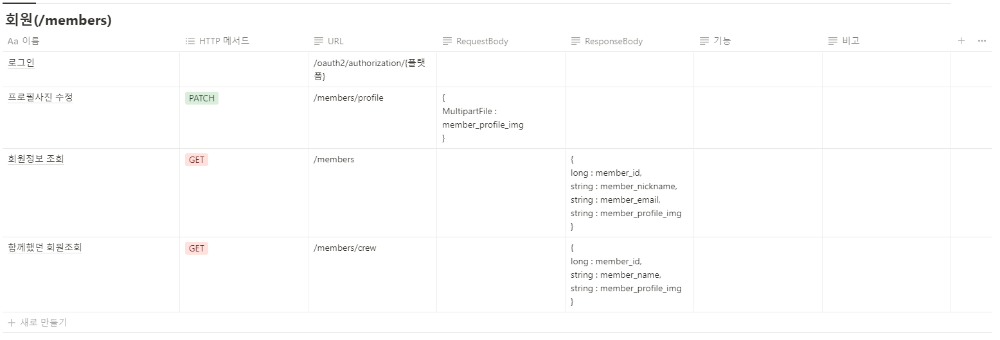 회원(/members)
Aa 이름 HTTP 메서드 URL RequestBody ResponseBody 기능 비고
로그인 /oauth2/authorization/{플랫
폼}
프로필사진 수정 PATCH /members/profile {
MultipartFile :
member_profile_img
}
회원정보 조회 GET /members {
long : member_id,
string : member_nickname,
string : member_email,
string : member_profile_img
}
함께했던 회원조회 GET /members/crew {
long : member_id,
string : member_name,
string : member_profile_img
}
+ 새로 만들기